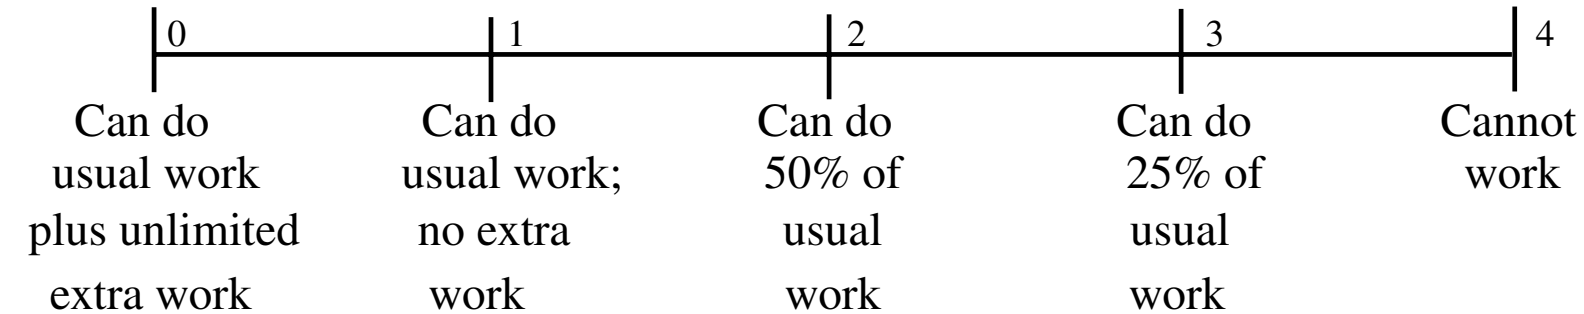 0 1 2 3 4
Can do Can do Can do Can do Cannot
usual work usual work; 50% of 25% of work
plus unlimited no extra usual usual
extra work work work work